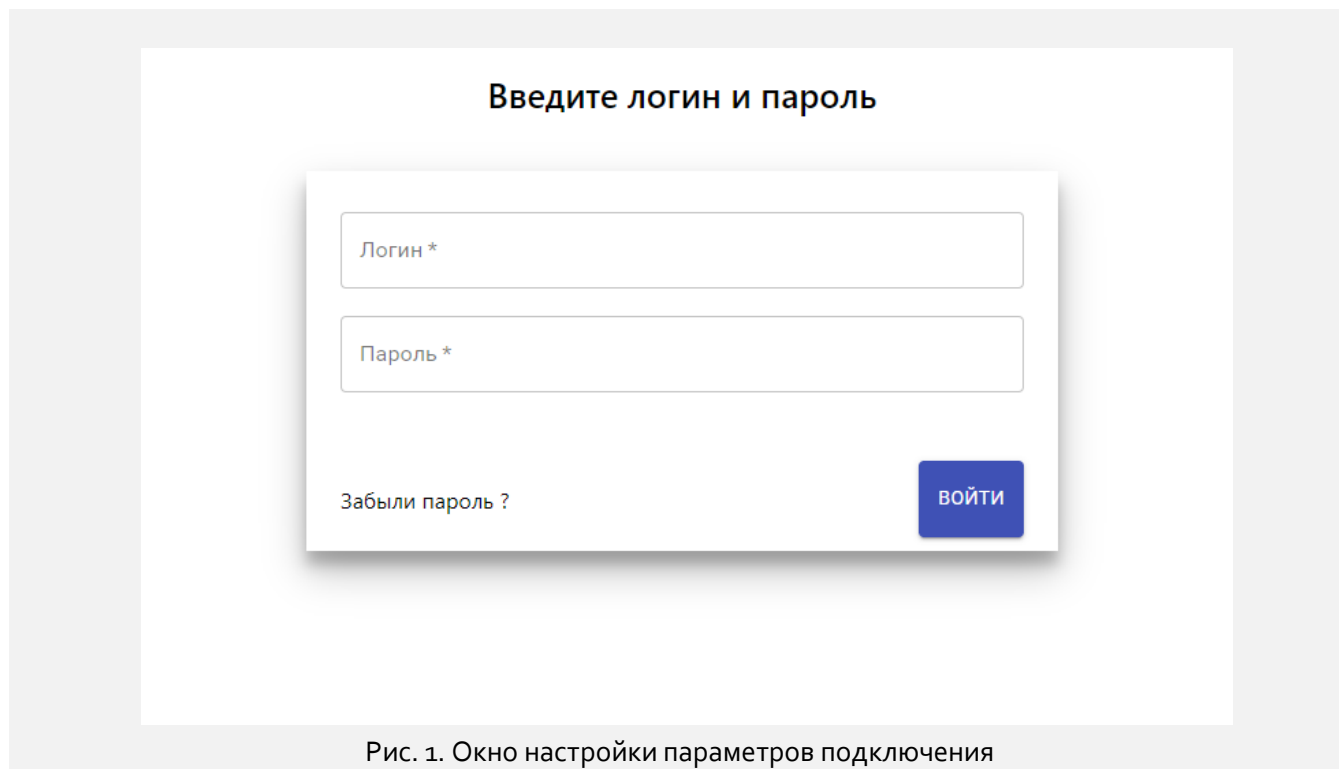 Введите логин и пароль
Логин *
Пароль *
Забыли пароль ?
ВОЙТИ
Рис. 1. Окно настройки параметров подключения